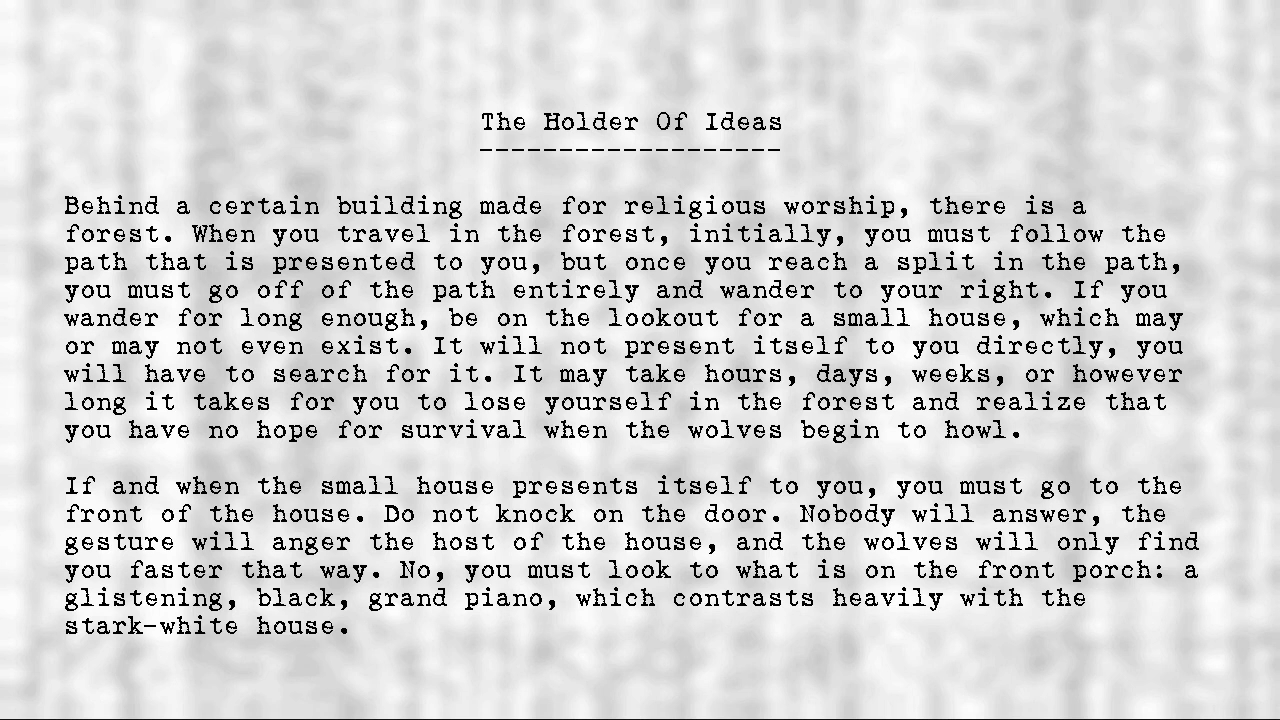 The Holder Of Ideas
-------------------
Behind a certain building made for religious worship, there is a
forest. When you travel in the forest, initially, you must follow the
path that is presented to you, but once you reach a split in the path,
you must go off of the path entirely and wander to your right. If you
wander for long enough, be on the lookout for a small house, which may
or may not even exist. It will not present itself to you directly, you
will have to search for it. It may take hours, days, weeks, or however
long it takes for you to lose yourself in the forest and realize that
you have no hope for survival when the wolves begin to howl.
If and when the small house presents itself to you, you must go to the
front of the house. Do not knock on the door. Nobody will answer, the
gesture will anger the host of the house, and the wolves will only find
you faster that way. No, you must look to what is on the front porch: a
glistening, black, grand piano, which contrasts heavily with the
stark-white house.